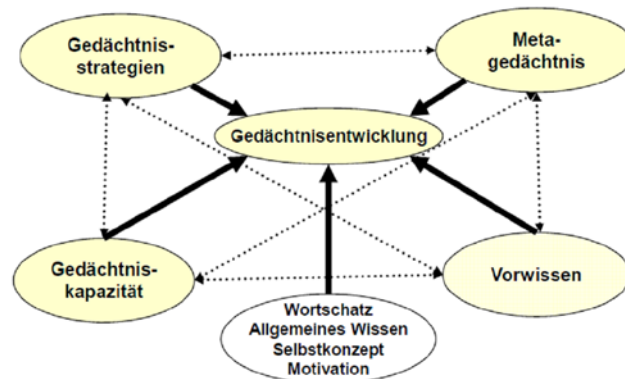 Gedächtnis-
strategien
Meta-
gedächtnis
Gedächtnisentwicklung
Gedächtnis-
kapazität
Vorwissen
Wortschatz
Allgemeines Wissen
Selbstkonzept
Motivation